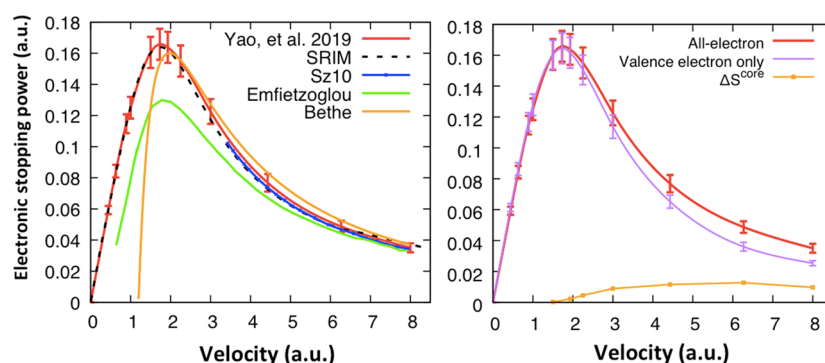 Electronic stopping power (a.u.)
0.18
0.16
0.14
0.12
0.1
0.08
0.06
0.04
0.02
0
Yao, et al. 2019
SRIM
Sz10
Emfietzoglou
Bethe
0 1 2 3 4 5 6 7 8
Velocity (a.u.)
0.18
0.16
0.14
0.12
0.1
0.08
0.06
0.04
0.02
0
All-electron
Valence electron only
ΔS^core
0 1 2 3 4 5 6 7 8
Velocity (a.u.)